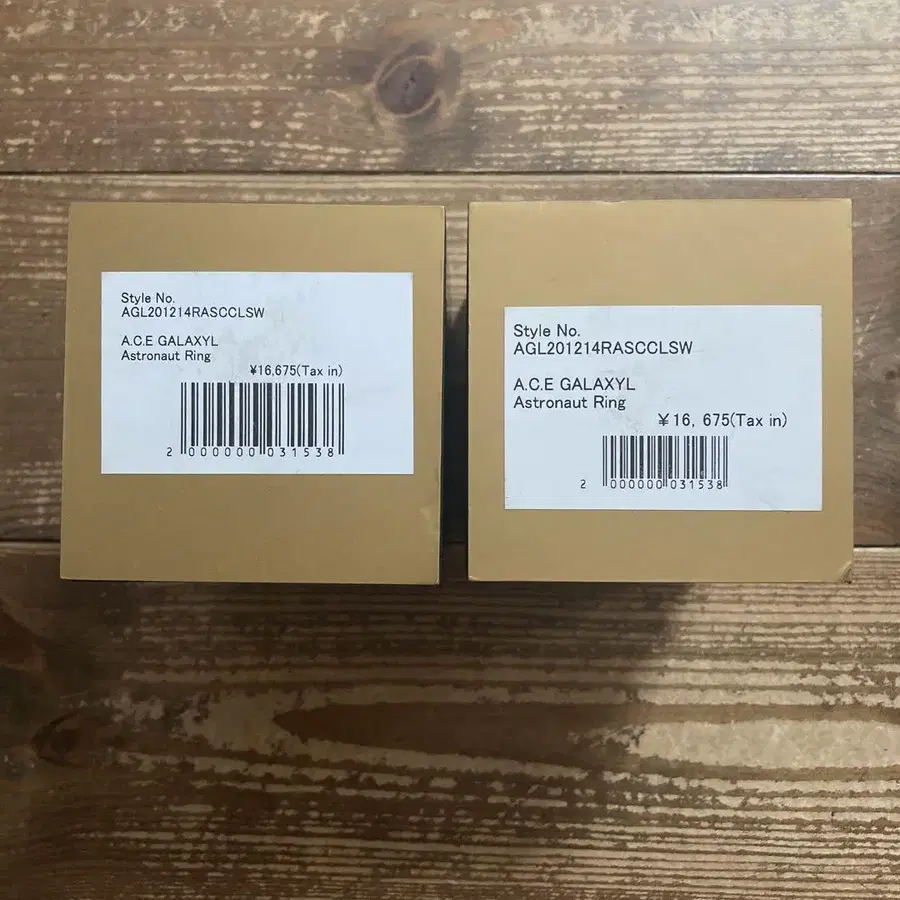 Style No.
AGL201214RASCCLSW
A.C.E GALAXYL
Astronaut Ring
¥16,675(Tax in)
2 000000 031538
Style No.
AGL201214RASCCLSW
A.C.E GALAXYL
Astronaut Ring
￥16, 675(Tax in)
2 000000 031538